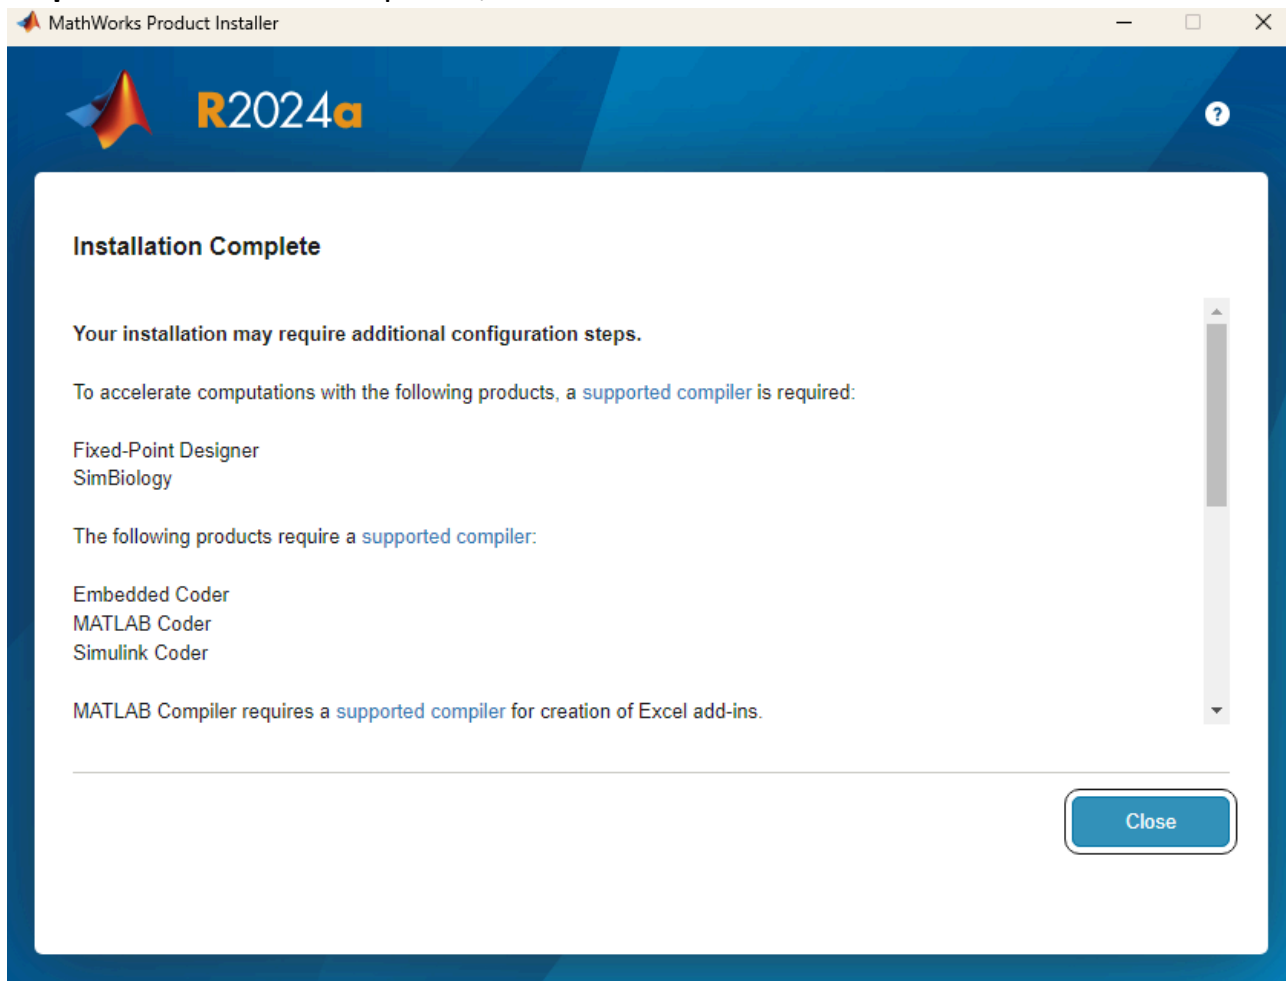 MathWorks Product Installer
R2024a
?
Installation Complete
Your installation may require additional configuration steps.
To accelerate computations with the following products, a supported compiler is required:
Fixed-Point Designer
SimBiology
The following products require a supported compiler:
Embedded Coder
MATLAB Coder
Simulink Coder
MATLAB Compiler requires a supported compiler for creation of Excel add-ins.
Close